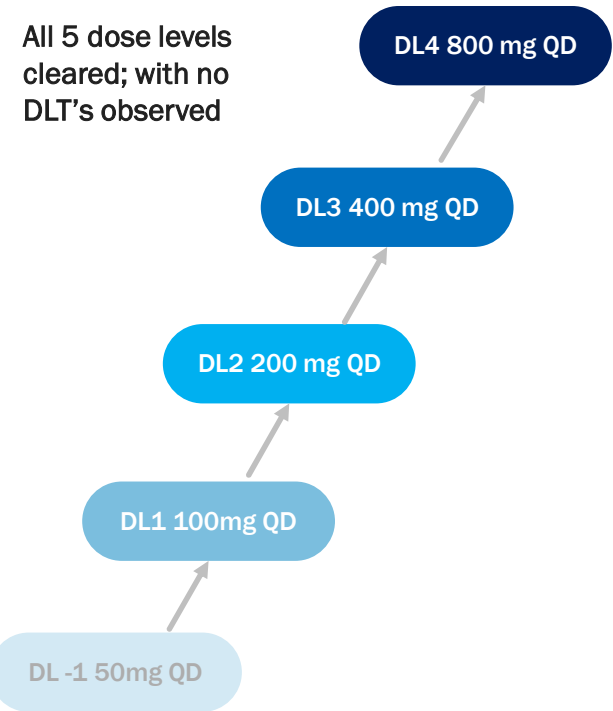 All 5 dose levels
cleared; with no
DLT's observed
DL4 800 mg QD
DL3 400 mg QD
DL2 200 mg QD
DL1 100mg QD
DL -1 50mg QD